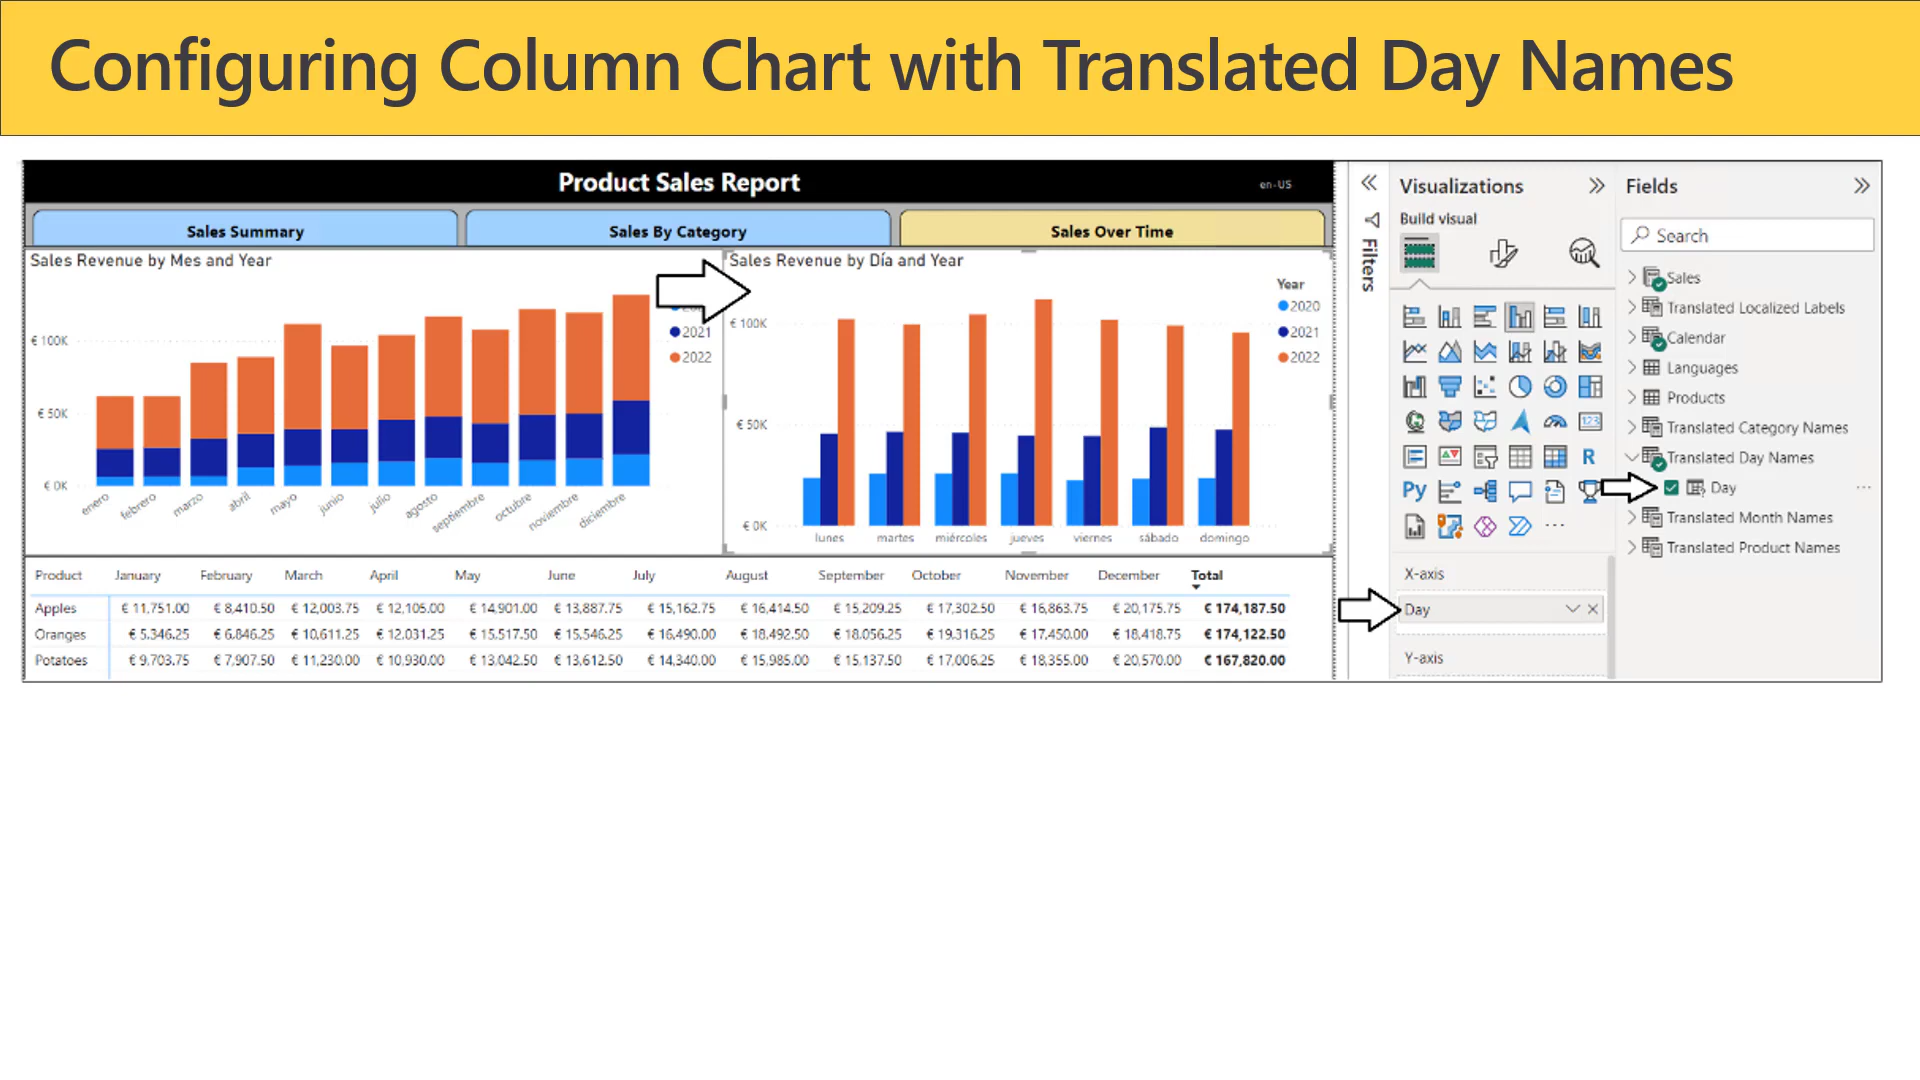 Configuring Column Chart with Translated Day Names
Product Sales Report
en-US
Sales Summary
Sales By Category
Sales Over Time
Sales Revenue by Mes and Year
€ 100K
€ 50K
€ 0K
enero
febrero
marzo
abril
mayo
junio
julio
agosto
septiembre
octubre
noviembre
diciembre
2021
2022
Sales Revenue by Día and Year
Year
2020
2021
2022
€ 100K
€ 50K
€ 0K
lunes martes miércoles jueves viernes sábado domingo
Product January February March April May June July August September October November December Total
Apples € 11,751.00 € 8,410.50 € 12,003.75 € 12,105.00 € 14,901.00 € 13,887.75 € 15,162.75 € 16,414.50 € 15,209.25 € 17,302.50 € 16,863.75 € 20,175.75 € 174,187.50
Oranges € 5,346.25 € 6,846.25 € 10,611.25 € 12,031.25 € 15,517.50 € 15,546.25 € 16,490.00 € 18,492.50 € 18,056.25 € 19,316.25 € 17,450.00 € 18,418.75 € 174,122.50
Potatoes € 9,703.75 € 7,907.50 € 11,230.00 € 10,930.00 € 13,042.50 € 13,612.50 € 14,340.00 € 15,985.00 € 15,137.50 € 17,006.25 € 18,355.00 € 20,570.00 € 167,820.00
Filters
Visualizations
Build visual
123
R
Py
X-axis
Day
Y-axis
Fields
Search
Sales
Translated Localized Labels
Calendar
Languages
Products
Translated Category Names
Translated Day Names
Day
Translated Month Names
Translated Product Names